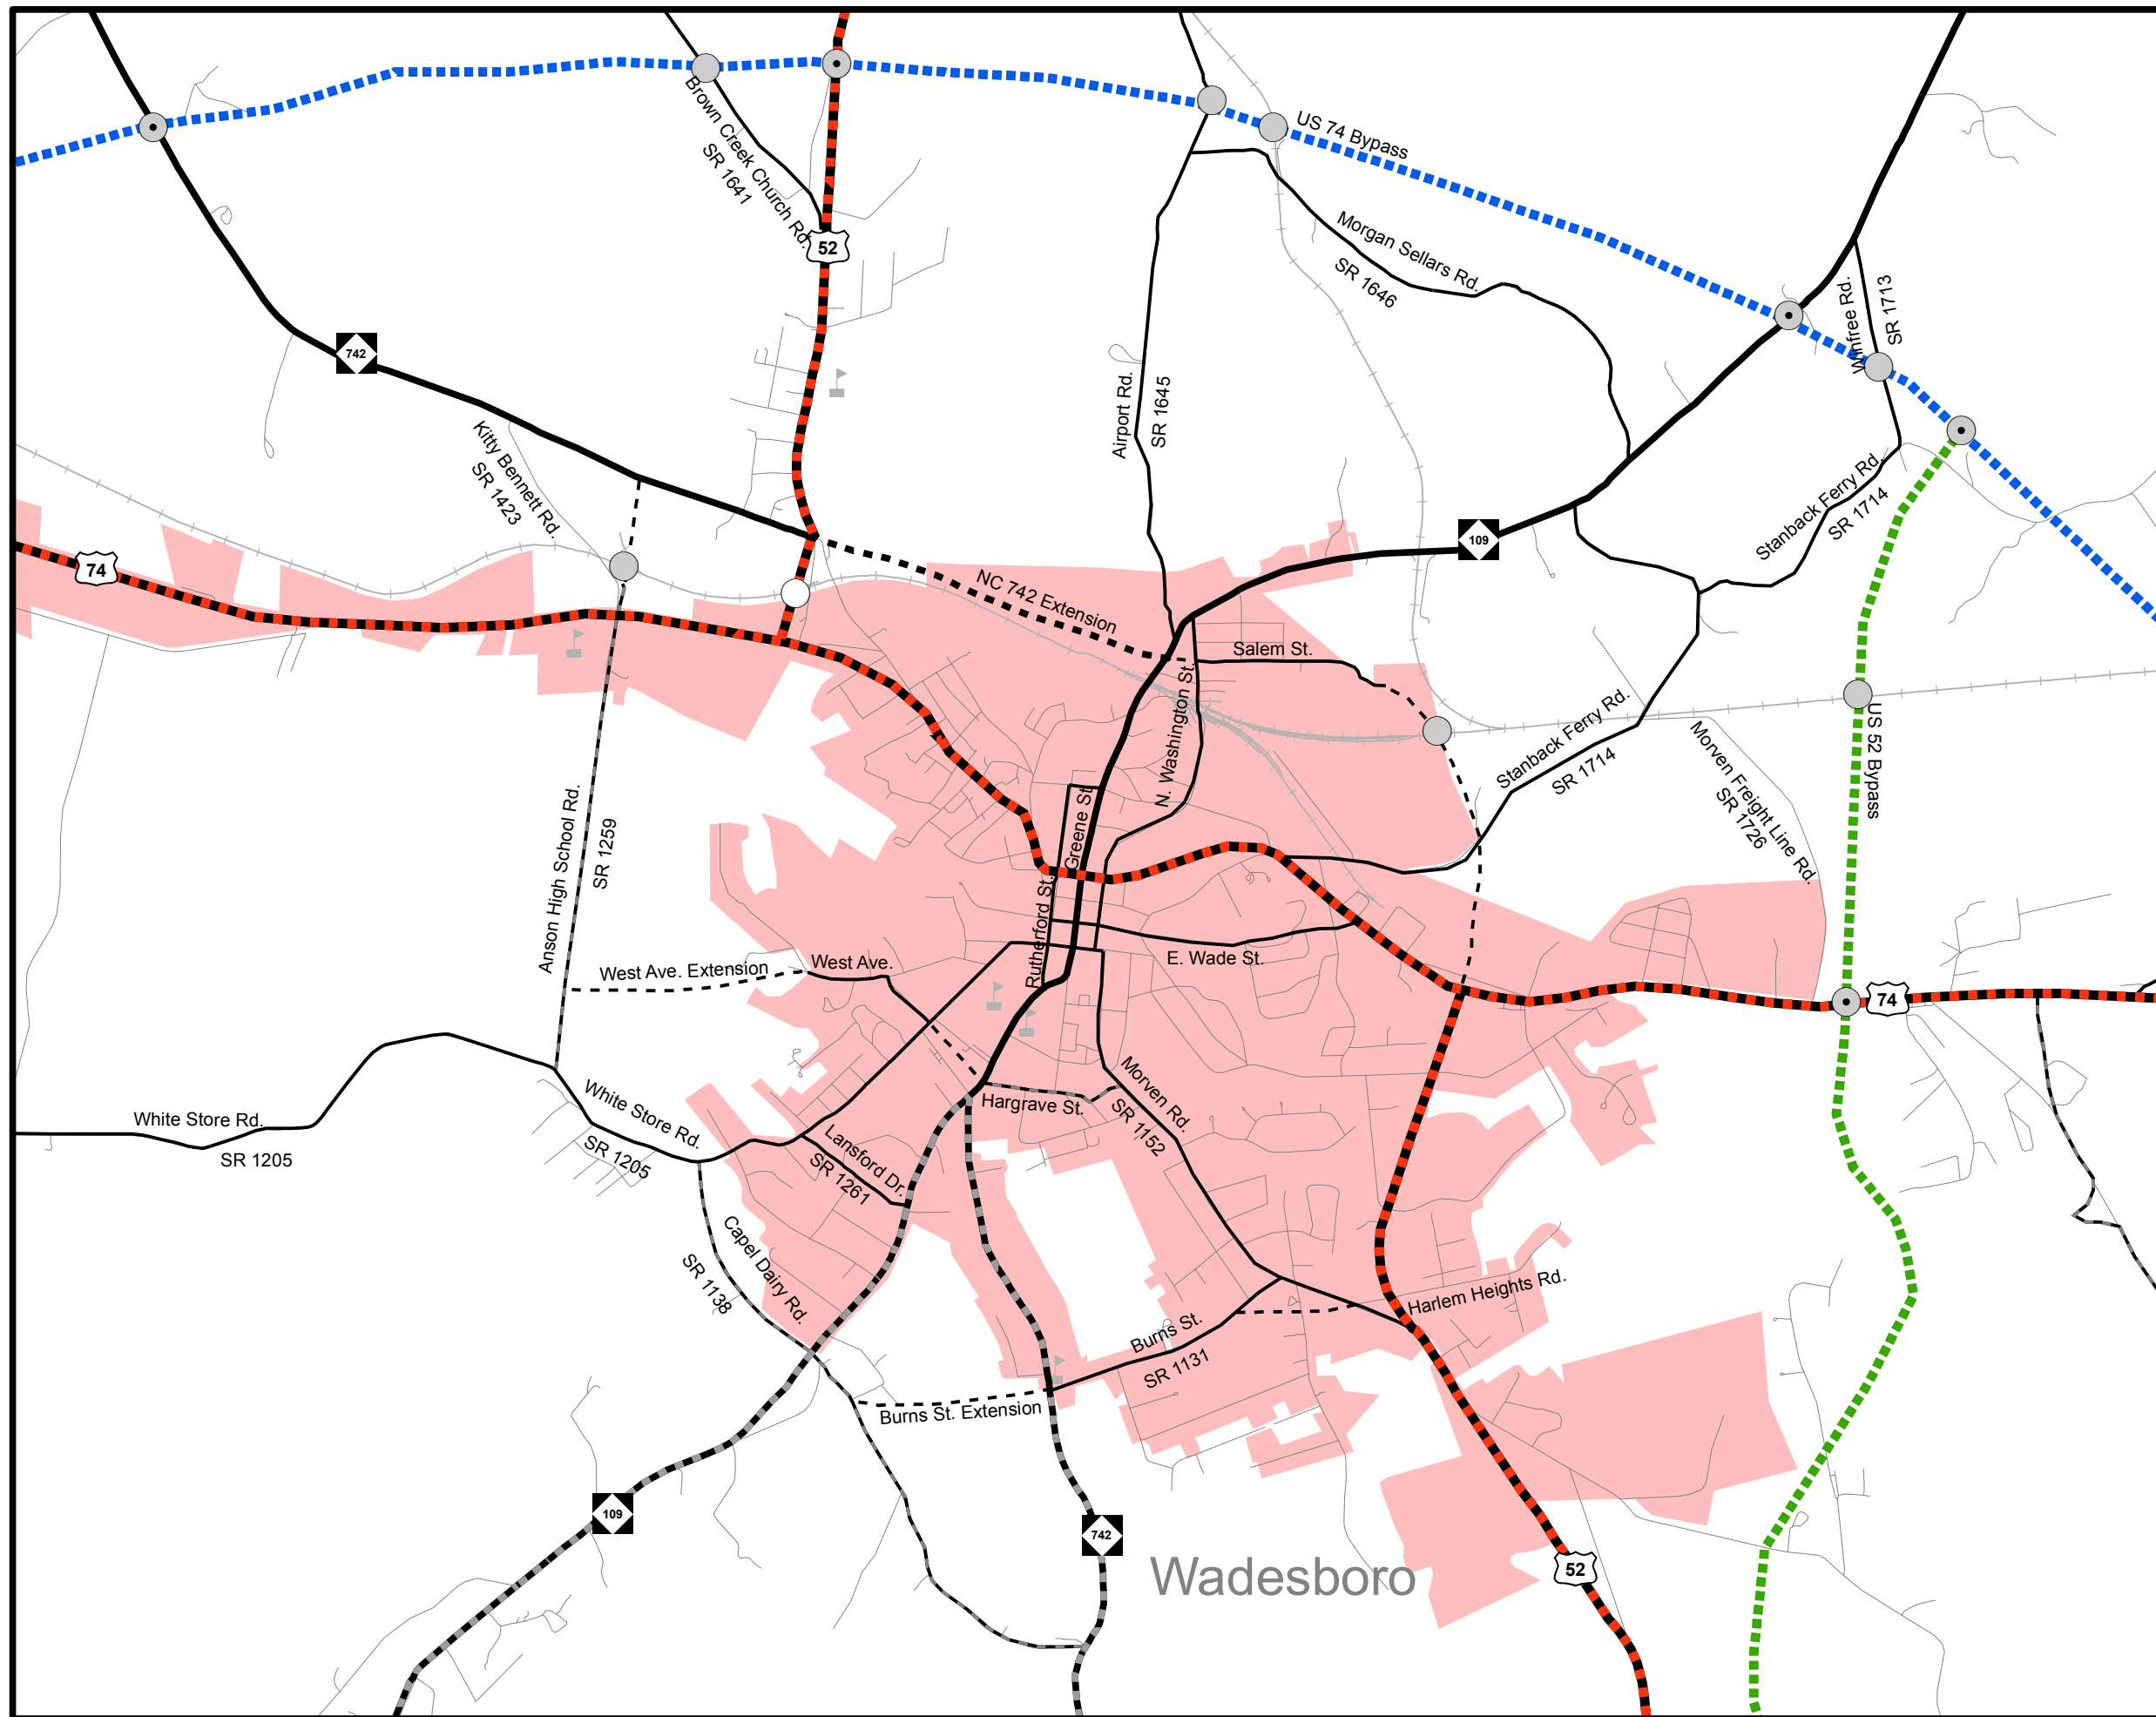 US 74 Bypass
Brown Creek Church Rd.
SR 1641
52
Morgan Sellars Rd.
SR 1646
Winfree Rd.
SR 1713
742
Airport Rd.
SR 1645
Kitty Bennett Rd.
SR 1423
Stanback Ferry Rd.
SR 1714
109
74
NC 742 Extension
Salem St.
N. Washington St.
Stanback Ferry Rd.
SR 1714
Morven Freight Line Rd.
SR 1726
US 52 Bypass
Anson High School Rd.
SR 1259
Greene St.
Rutherford St.
West Ave. Extension
West Ave.
E. Wade St.
74
White Store Rd.
SR 1205
White Store Rd.
SR 1205
Hargrave St.
Morven Rd.
SR 1152
Lansford Dr.
SR 1261
Capel Dairy Rd.
SR 1138
Harlem Heights Rd.
Burns St.
SR 1131
Burns St. Extension
109
742
Wadesboro
52